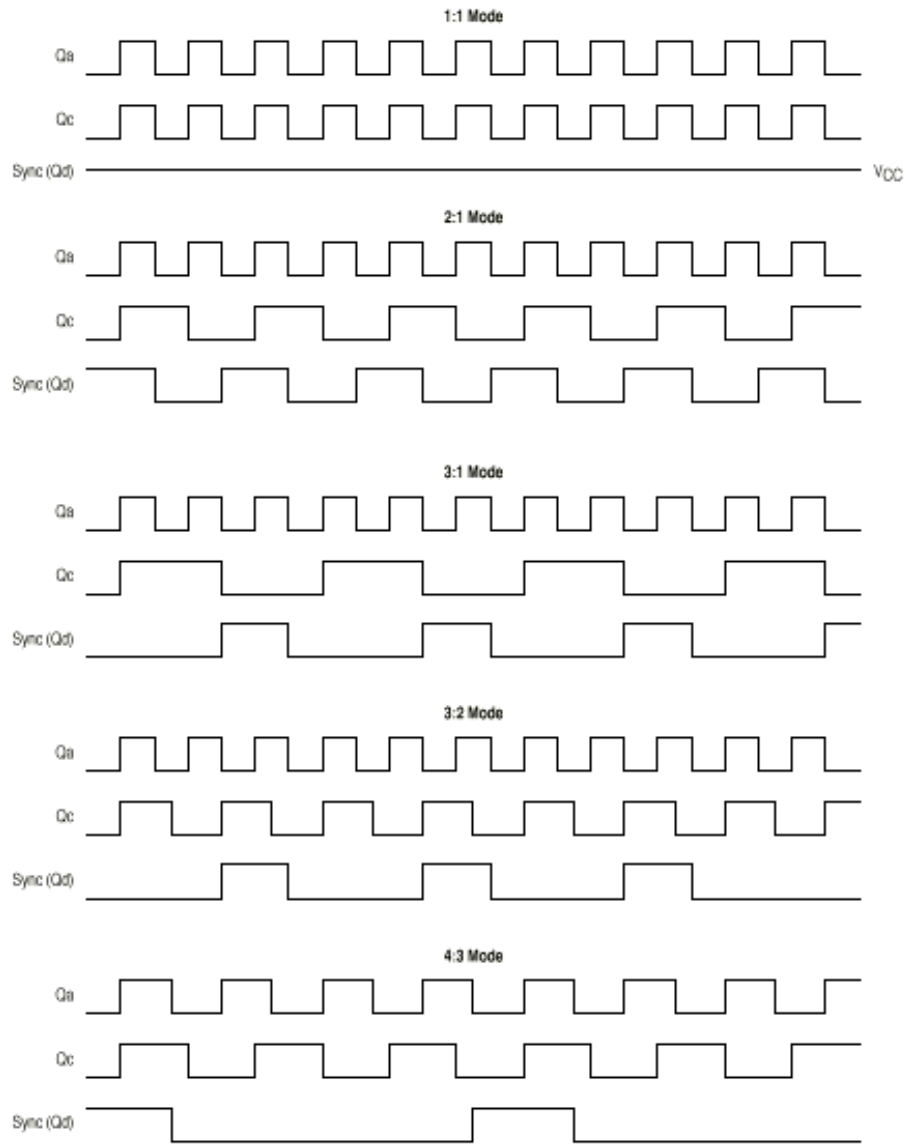 1:1 Mode
Qa
Qc
Sync (Qd)
VCC
2:1 Mode
Qa
Qc
Sync (Qd)
3:1 Mode
Qa
Qc
Sync (Qd)
3:2 Mode
Qa
Qc
Sync (Qd)
4:3 Mode
Qa
Qc
Sync (Qd)